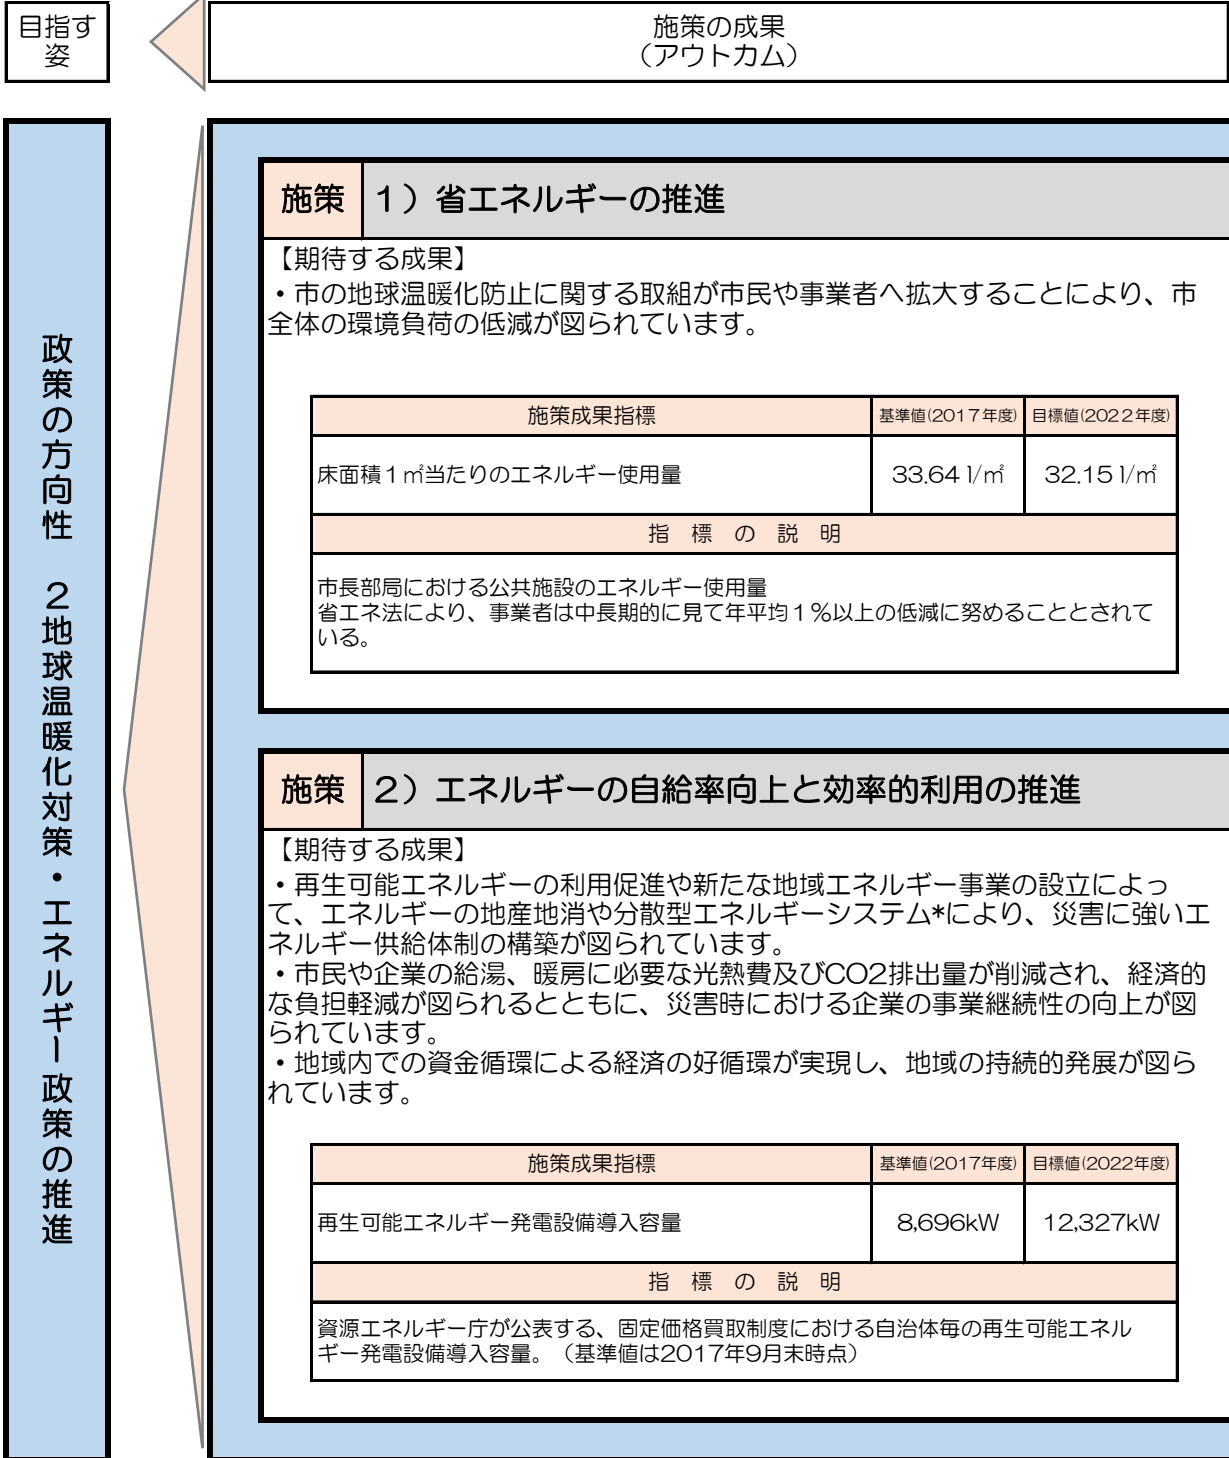 目指す
姿
施策の成果
（アウトカム）
政策の方向性　２地球温暖化対策・エネルギー政策の推進
施策
１）省エネルギーの推進
【期待する成果】
・市の地球温暖化防止に関する取組が市民や事業者へ拡大することにより、市
全体の環境負荷の低減が図られています。
施策成果指標
基準値(2017年度)
目標値(2022年度)
床面積１㎡当たりのエネルギー使用量
33.64 l/㎡
32.15 l/㎡
指　標　の　説　明
市長部局における公共施設のエネルギー使用量
省エネ法により、事業者は中長期的に見て年平均１％以上の低減に努めることとされて
いる。
施策
２）エネルギーの自給率向上と効率的利用の推進
【期待する成果】
・再生可能エネルギーの利用促進や新たな地域エネルギー事業の設立によっ
て、エネルギーの地産地消や分散型エネルギーシステム*により、災害に強いエ
ネルギー供給体制の構築が図られています。
・市民や企業の給湯、暖房に必要な光熱費及びCO2排出量が削減され、経済的
な負担軽減が図られるとともに、災害時における企業の事業継続性の向上が図
られています。
・地域内での資金循環による経済の好循環が実現し、地域の持続的発展が図ら
れています。
施策成果指標
基準値(2017年度)
目標値(2022年度)
再生可能エネルギー発電設備導入容量
8,696kW
12,327kW
指　標　の　説　明
資源エネルギー庁が公表する、固定価格買取制度における自治体毎の再生可能エネル
ギー発電設備導入容量。（基準値は2017年9月末時点）